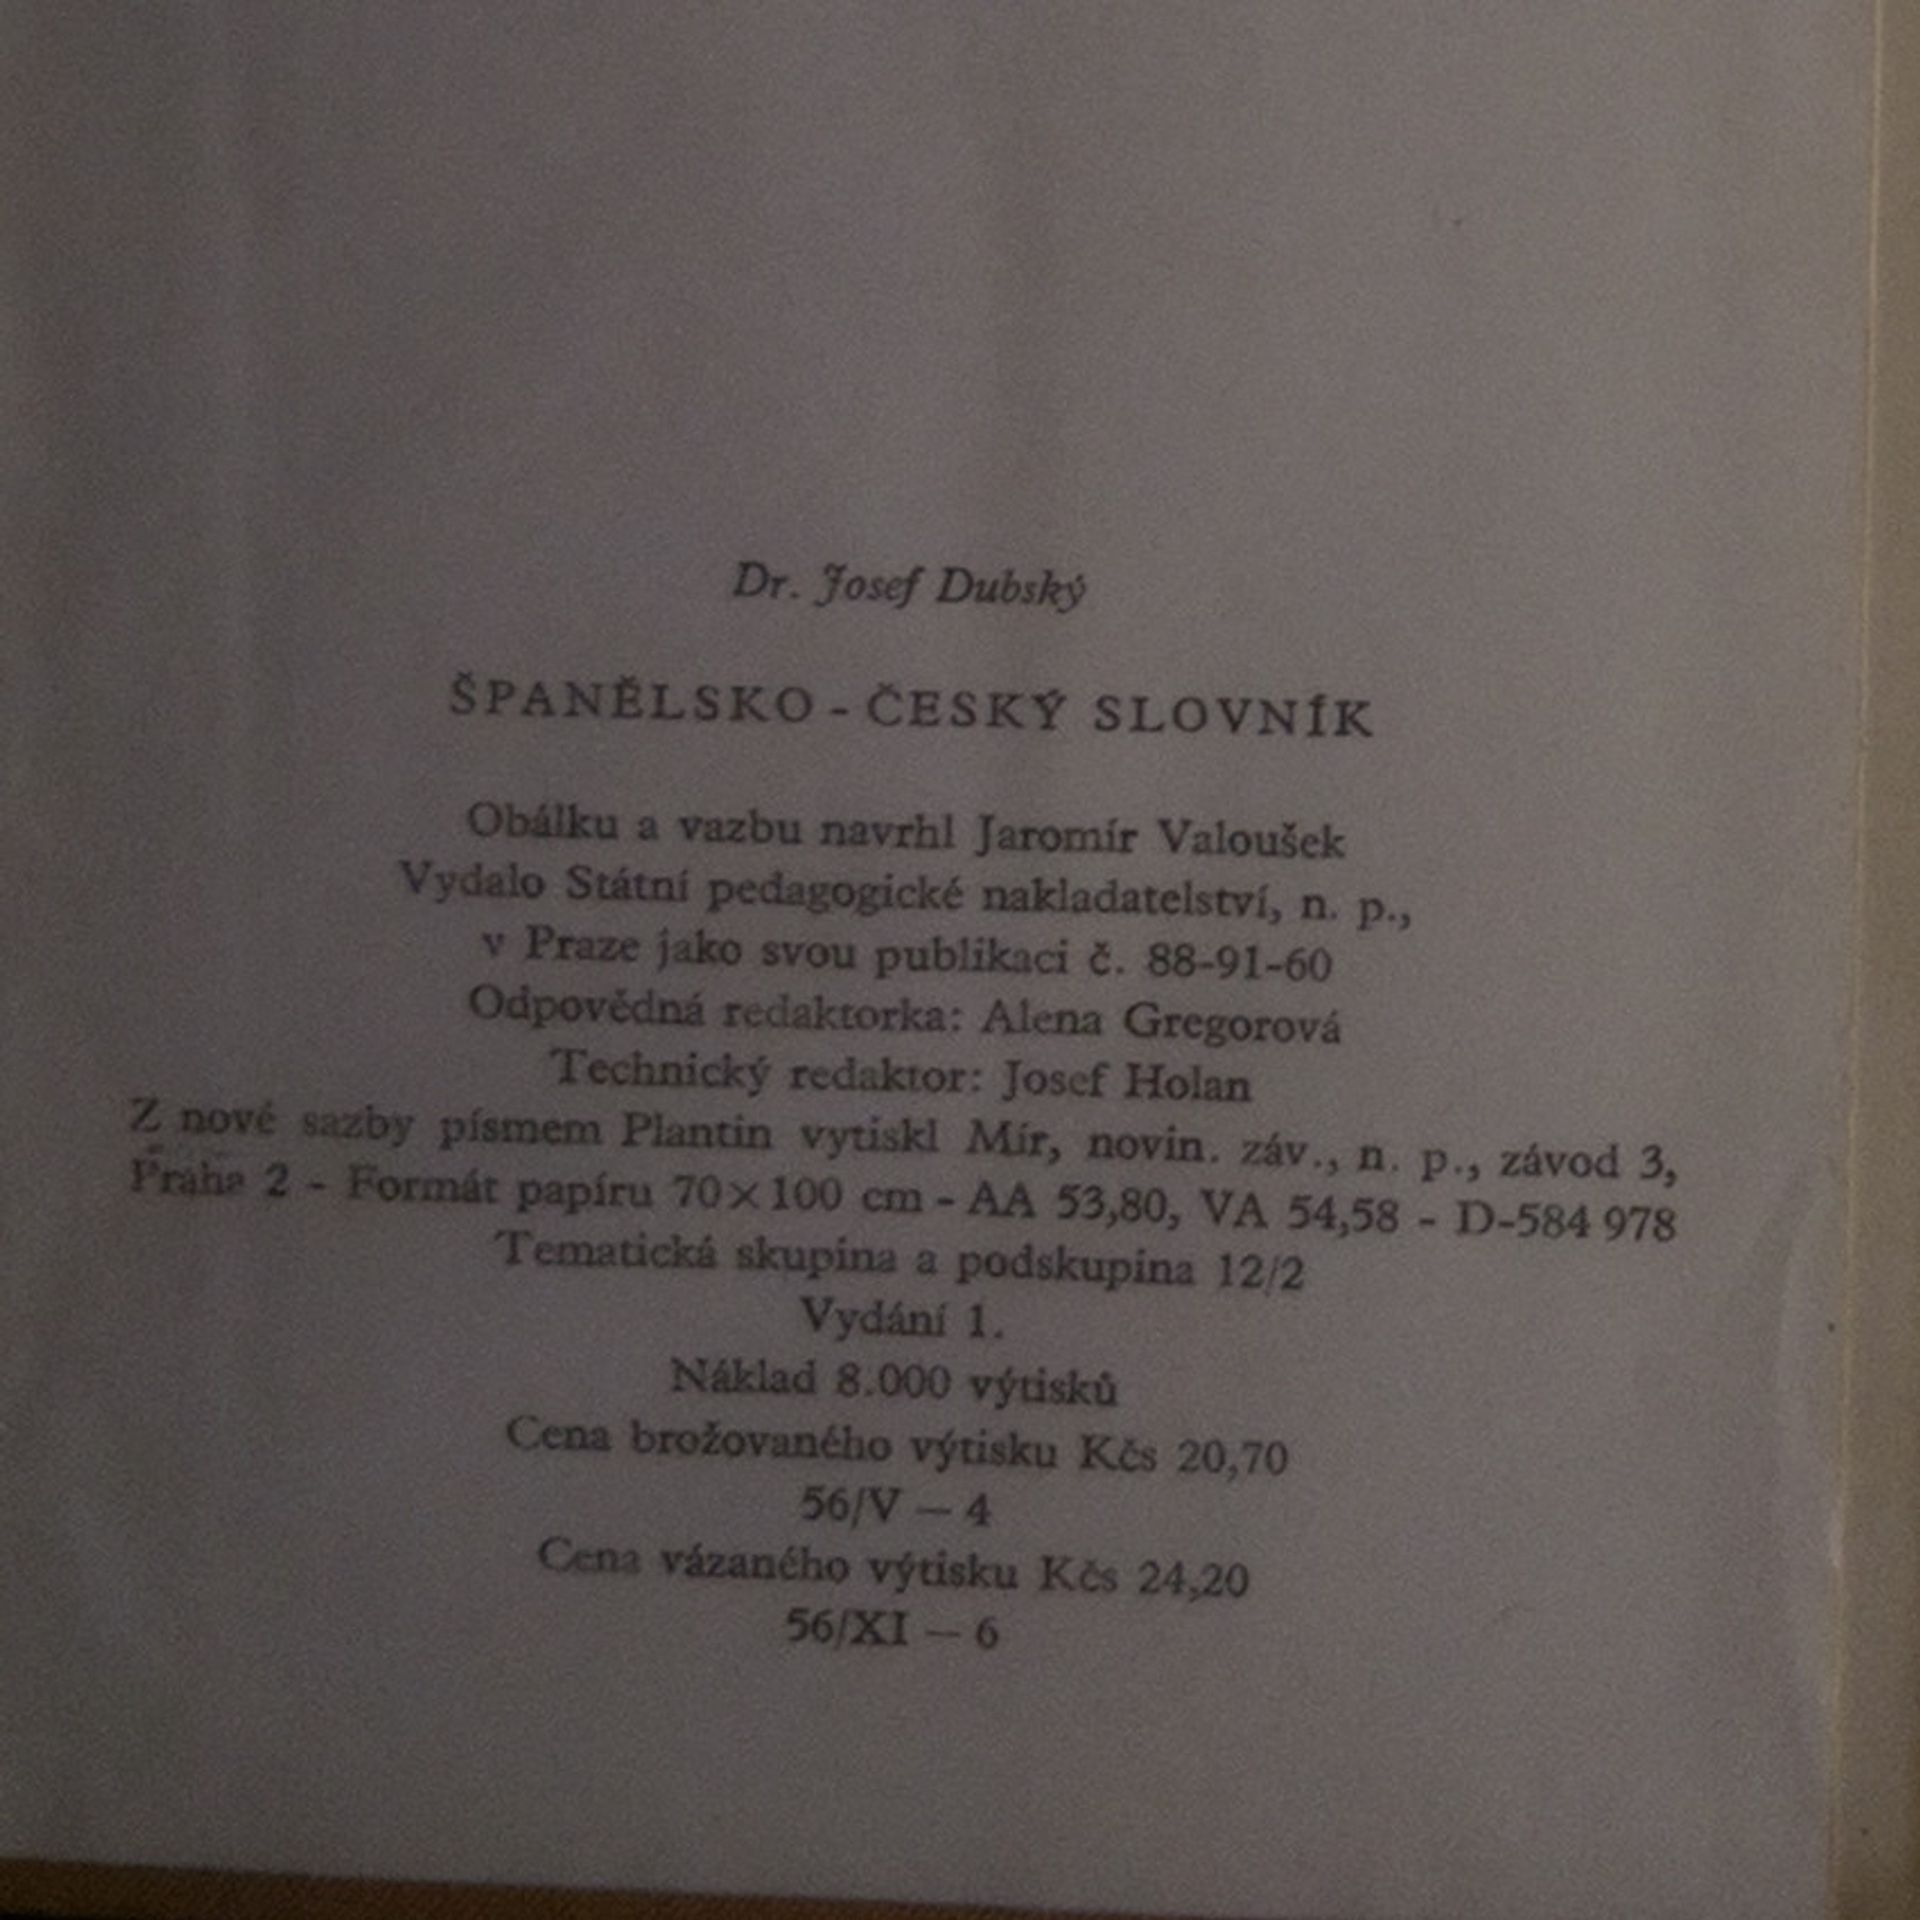 Dr. Josef Dubský
ŠPANĚLSKO - ČESKÝ SLOVNÍK
Obálku a vazbu navrhl Jaromír Valoušek
Vydalo Státní pedagogické nakladatelství, n. p.,
v Praze jako svou publikaci č. 88-91-60
Odpovědná redaktorka: Alena Gregorová
Technický redaktor: Josef Holan
Z nové sazby písmem Plantin vytiskl Mír, novin. záv., n. p., závod 3,
Praha 2 - Formát papíru 70×100 cm - AA 53,80, VA 54,58 - D-584 978
Tematická skupina a podskupina 12/2
Vydání 1.
Náklad 8.000 výtisků
Cena brožovaného výtisku Kčs 20,70
56/V — 4
Cena vázaného výtisku Kčs 24,20
56/XI — 6